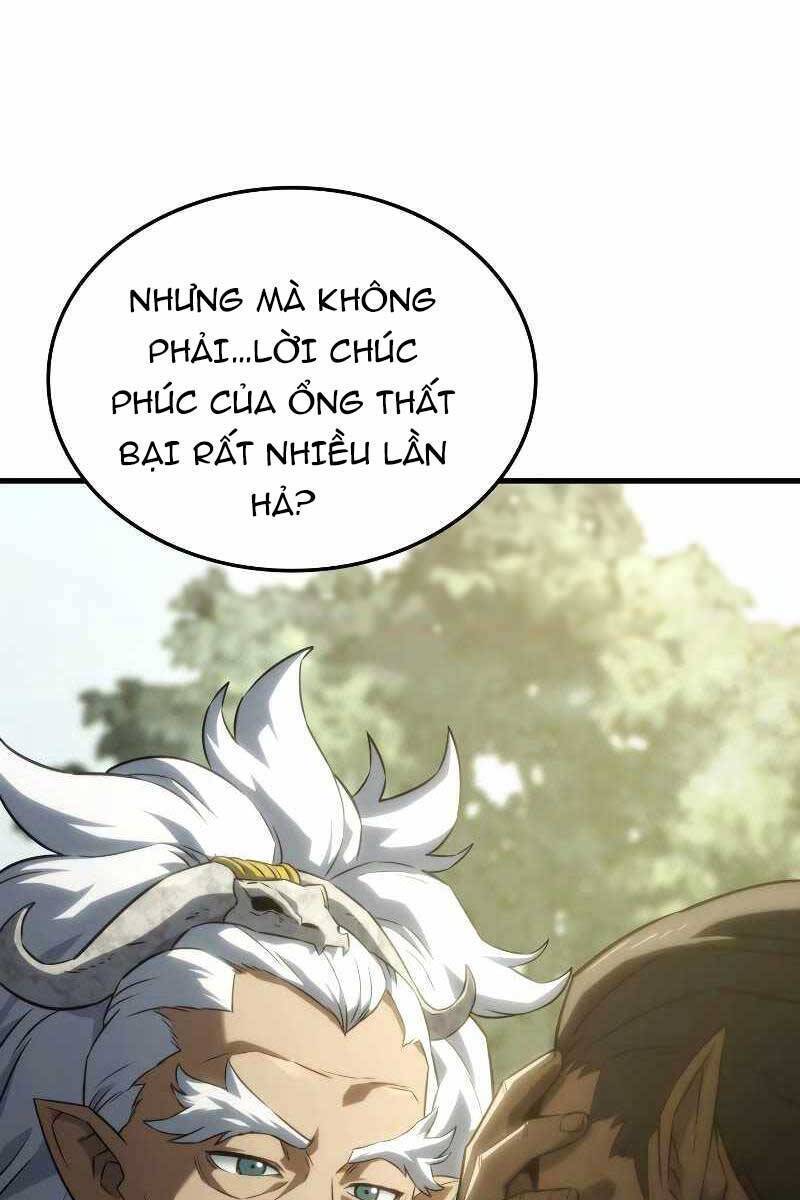 NHƯNG MÀ KHÔNG
PHẢI...LỜI CHÚC
PHÚC CỦA ỔNG THẤT
BẠI RẤT NHIỀU LẦN
HẢ?